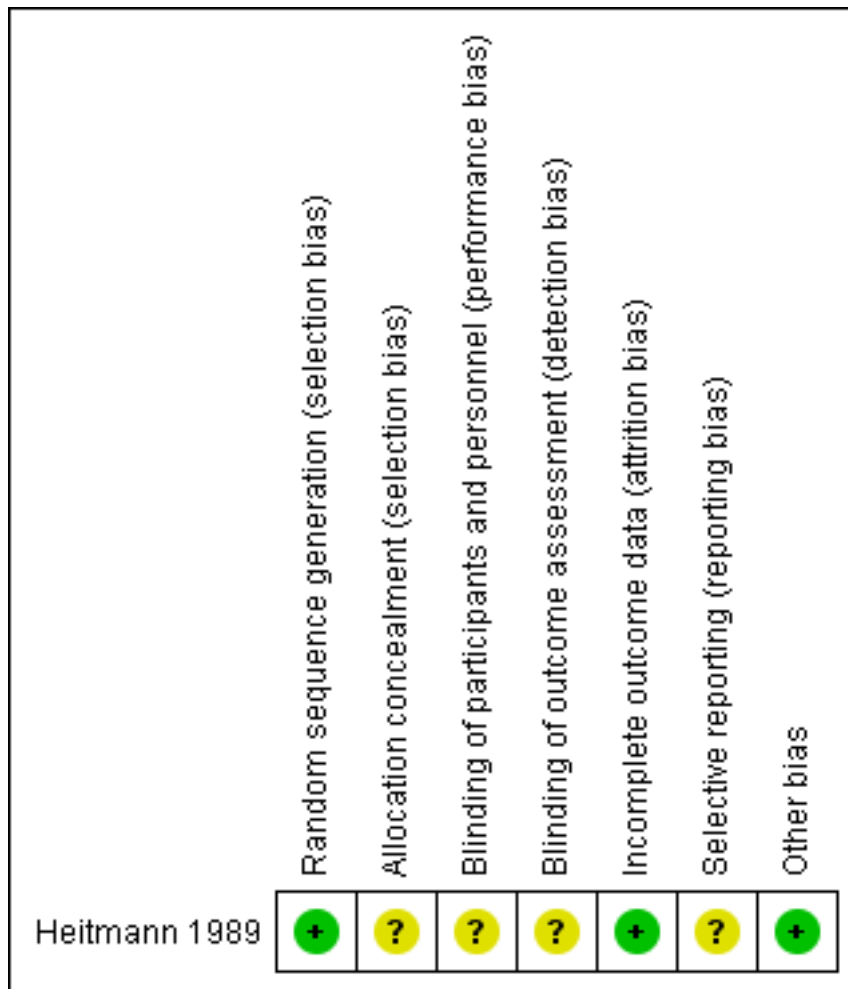 Random sequence generation (selection bias)
Allocation concealment (selection bias)
Blinding of participants and personnel (performance bias)
Blinding of outcome assessment (detection bias)
Incomplete outcome data (attrition bias)
Selective reporting (reporting bias)
Other bias
Heitmann 1989 + ? ? ? + ? +